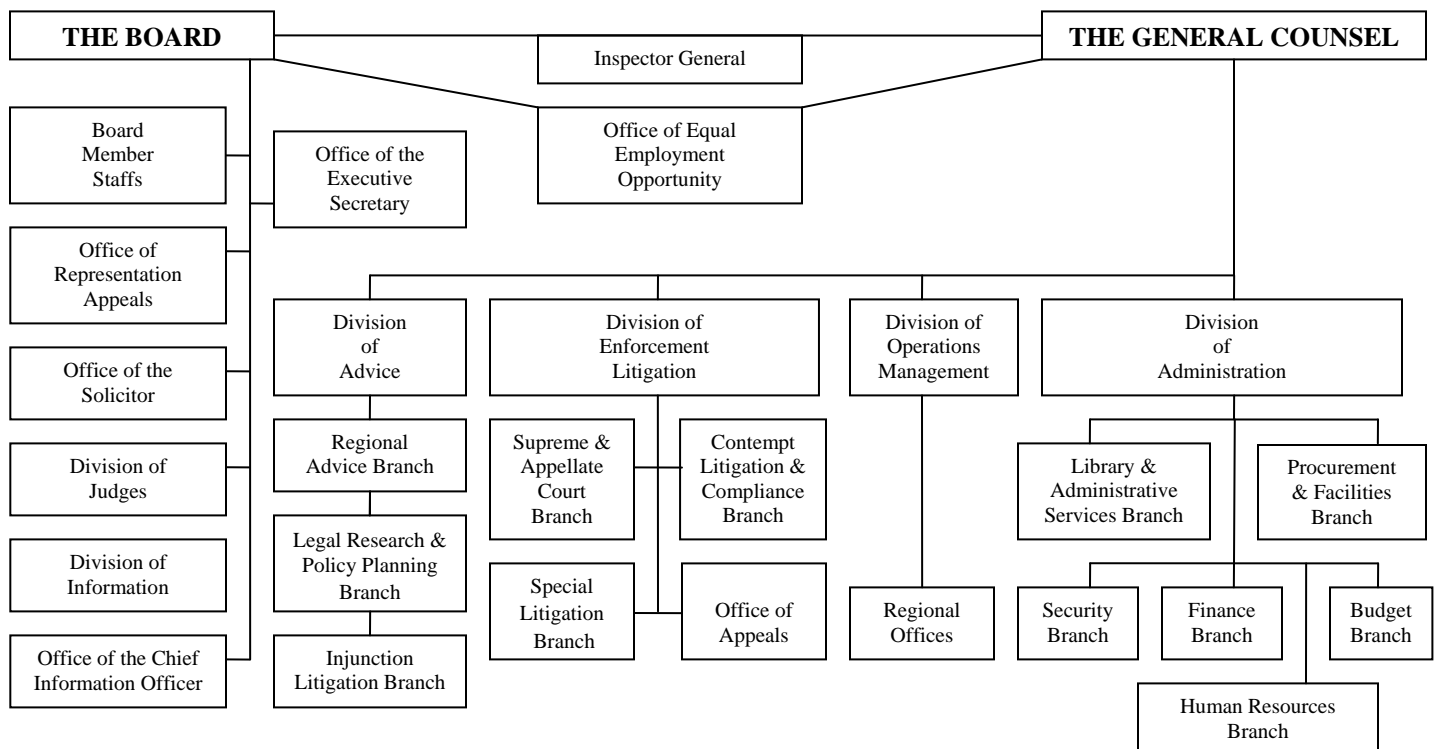 THE BOARD
THE GENERAL COUNSEL
Inspector General
Office of Equal
Employment
Opportunity
Board
Member
Staffs
Office of the
Executive
Secretary
Office of
Representation
Appeals
Office of the
Solicitor
Division of
Judges
Division of
Information
Office of the Chief
Information Officer
Division
of
Advice
Regional
Advice Branch
Legal Research &
Policy Planning
Branch
Injunction
Litigation Branch
Division of
Enforcement
Litigation
Supreme &
Appellate
Court
Branch
Contempt
Litigation &
Compliance
Branch
Special
Litigation
Branch
Office of
Appeals
Division of
Operations
Management
Regional
Offices
Division
of
Administration
Library &
Administrative
Services Branch
Procurement
& Facilities
Branch
Security
Branch
Finance
Branch
Budget
Branch
Human Resources
Branch